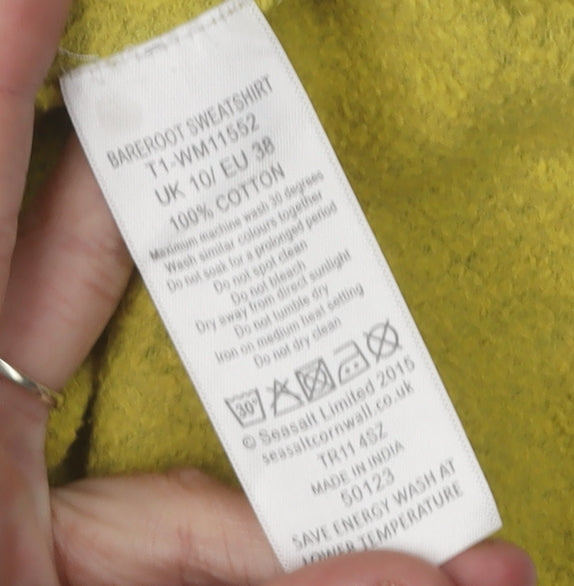 BAREROOT SWEATSHIRT
T1-WM11552
UK 10/ EU 38
100% COTTON
Maximum machine wash 30 degrees
Wash similar colours together
Do not soak for a prolonged period
Do not spot clean
Do not bleach
Dry away from direct sunlight
Do not tumble dry
Iron on medium heat setting
Do not dry clean
30°
© Seasalt Limited 2015
seasaltcornwall.co.uk
TR11 4SZ
MADE IN INDIA
50123
SAVE ENERGY WASH AT
LOWER TEMPERATURE